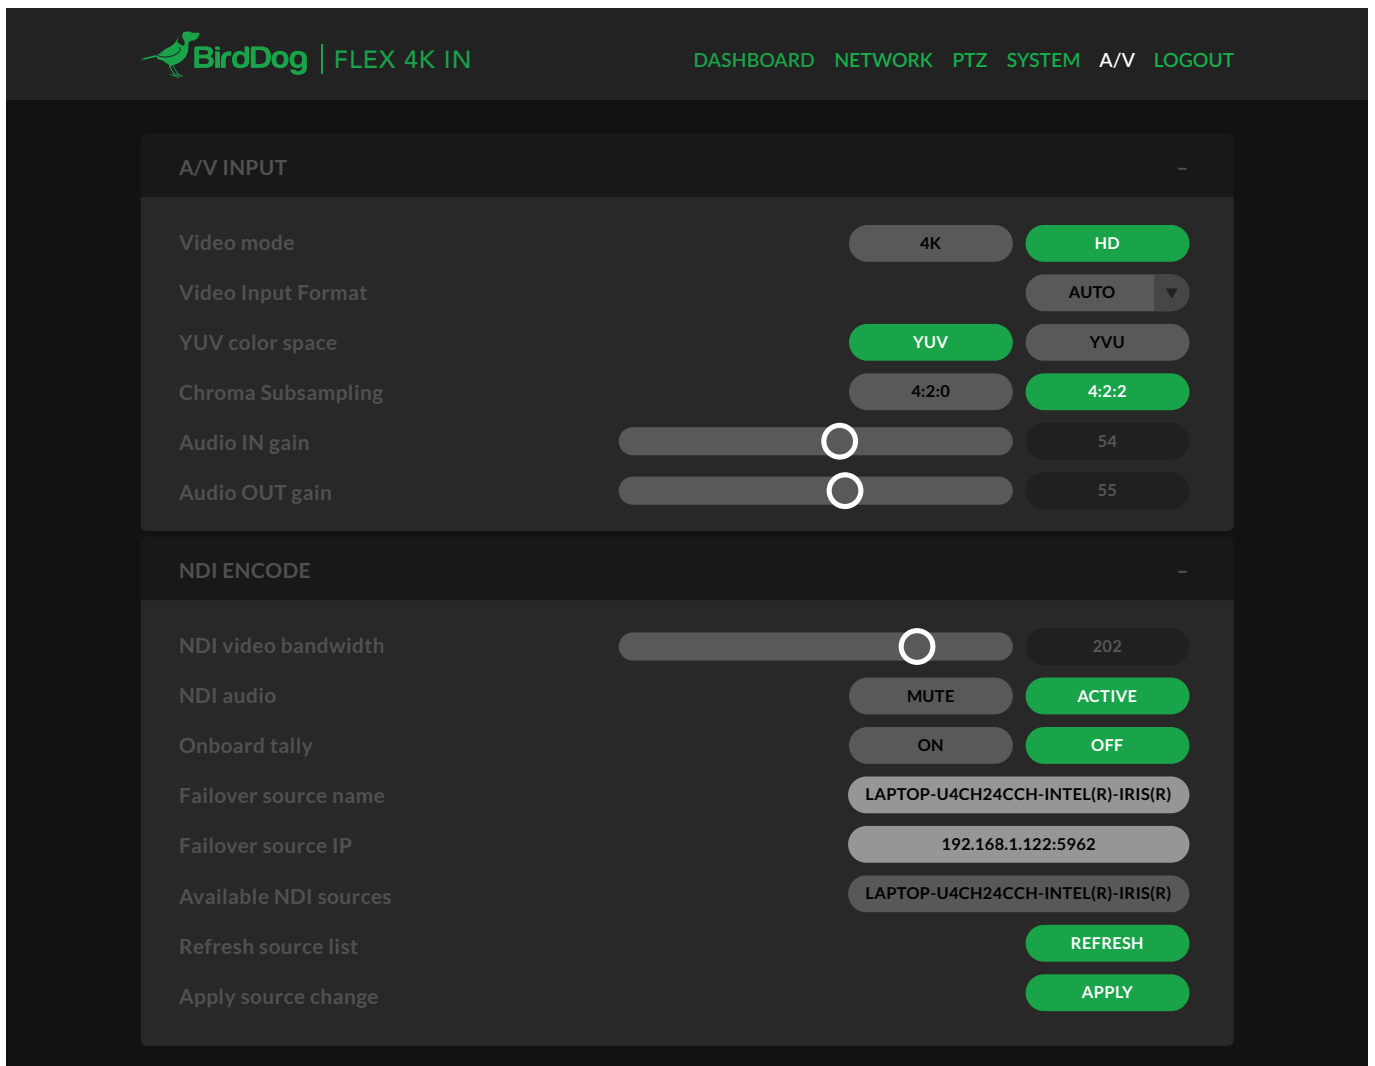 BirdDog | FLEX 4K IN
DASHBOARD NETWORK PTZ SYSTEM A/V LOGOUT
A/V INPUT –
Video mode 4K HD
Video Input Format AUTO ▼
YUV color space YUV YVU
Chroma Subsampling 4:2:0 4:2:2
Audio IN gain 54
Audio OUT gain 55
NDI ENCODE –
NDI video bandwidth 202
NDI audio MUTE ACTIVE
Onboard tally ON OFF
Failover source name LAPTOP-U4CH24CCH-INTEL(R)-IRIS(R)
Failover source IP 192.168.1.122:5962
Available NDI sources LAPTOP-U4CH24CCH-INTEL(R)-IRIS(R)
Refresh source list REFRESH
Apply source change APPLY